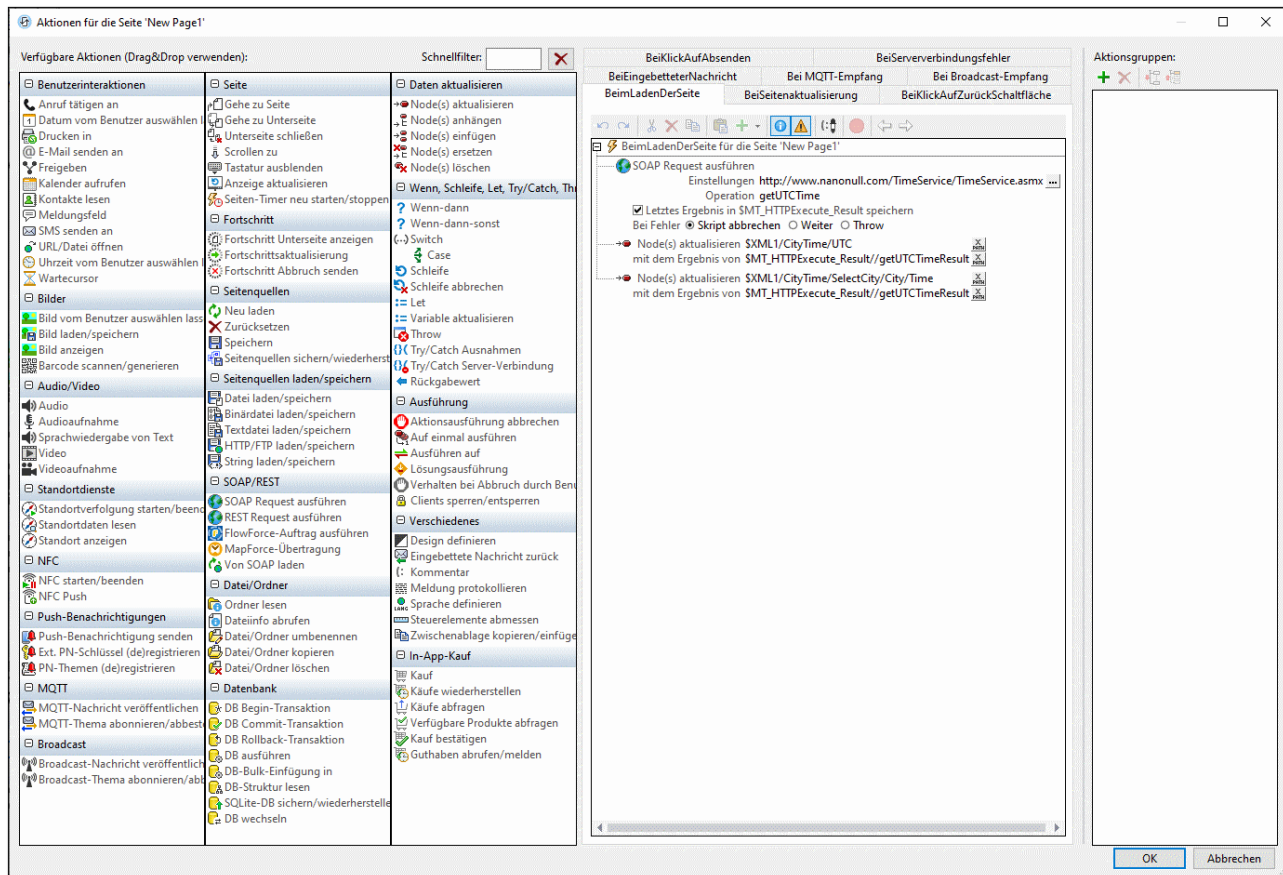 Aktionen für die Seite 'New Page1'
Verfügbare Aktionen (Drag&Drop verwenden):
Schnellfilter:
Benutzerinteraktionen
Anruf tätigen an
Datum vom Benutzer auswählen l
Drucken in
E-Mail senden an
Freigeben
Kalender aufrufen
Kontakte lesen
Meldungsfeld
SMS senden an
URL/Datei öffnen
Uhrzeit vom Benutzer auswählen l
Wartecursor
Bilder
Bild vom Benutzer auswählen lass
Bild laden/speichern
Bild anzeigen
Barcode scannen/generieren
Audio/Video
Audio
Audioaufnahme
Sprachwiedergabe von Text
Video
Videoaufnahme
Standortdienste
Standortverfolgung starten/beend
Standortdaten lesen
Standort anzeigen
NFC
NFC starten/beenden
NFC Push
Push-Benachrichtigungen
Push-Benachrichtigung senden
Ext. PN-Schlüssel (de)registrieren
PN-Themen (de)registrieren
MQTT
MQTT-Nachricht veröffentlichen
MQTT-Thema abonnieren/abbest
Broadcast
Broadcast-Nachricht veröffentlich
Broadcast-Thema abonnieren/abb
Seite
Gehe zu Seite
Gehe zu Unterseite
Unterseite schließen
Scrollen zu
Tastatur ausblenden
Anzeige aktualisieren
Seiten-Timer neu starten/stoppen
Fortschritt
Fortschritt Unterseite anzeigen
Fortschrittsaktualisierung
Fortschritt Abbruch senden
Seitenquellen
Neu laden
Zurücksetzen
Speichern
Seitenquellen sichern/wiederherst
Seitenquellen laden/speichern
Datei laden/speichern
Binärdatei laden/speichern
Textdatei laden/speichern
HTTP/FTP laden/speichern
String laden/speichern
SOAP/REST
SOAP Request ausführen
REST Request ausführen
FlowForce-Auftrag ausführen
MapForce-Übertragung
Von SOAP laden
Datei/Ordner
Ordner lesen
Dateiinfo abrufen
Datei/Ordner umbenennen
Datei/Ordner kopieren
Datei/Ordner löschen
Datenbank
DB Begin-Transaktion
DB Commit-Transaktion
DB Rollback-Transaktion
DB ausführen
DB-Bulk-Einfügung in
DB-Struktur lesen
SQLite-DB sichern/wiederherstelle
DB wechseln
Daten aktualisieren
Node(s) aktualisieren
Node(s) anhängen
Node(s) einfügen
Node(s) ersetzen
Node(s) löschen
Wenn, Schleife, Let, Try/Catch, Thr
Wenn-dann
Wenn-dann-sonst
Switch
Case
Schleife
Schleife abbrechen
Let
Variable aktualisieren
Throw
Try/Catch Ausnahmen
Try/Catch Server-Verbindung
Rückgabewert
Ausführung
Aktionsausführung abbrechen
Auf einmal ausführen
Ausführen auf
Lösungsausführung
Verhalten bei Abbruch durch Benu
Clients sperren/entsperren
Verschiedenes
Design definieren
Eingebettete Nachricht zurück
Kommentar
Meldung protokollieren
Sprache definieren
Steuerelemente abmessen
Zwischenablage kopieren/einfüge
In-App-Kauf
Kauf
Käufe wiederherstellen
Käufe abfragen
Verfügbare Produkte abfragen
Kauf bestätigen
Guthaben abrufen/melden
BeiKlickAufAbsenden
BeiSerververbindungsfehler
BeiEingebetteterNachricht
Bei MQTT-Empfang
Bei Broadcast-Empfang
BeimLadenDerSeite
BeiSeitenaktualisierung
BeiKlickAufZurückSchaltfläche
BeimLadenDerSeite für die Seite 'New Page1'
SOAP Request ausführen
Einstellungen http://www.nanonull.com/TimeService/TimeService.asmx ...
Operation getUTCTime
Letztes Ergebnis in $MT_HTTPExecute_Result speichern
Bei Fehler Skript abbrechen Weiter Throw
Node(s) aktualisieren $XML1/CityTime/UTC
mit dem Ergebnis von $MT_HTTPExecute_Result//getUTCTimeResult
Node(s) aktualisieren $XML1/CityTime/SelectCity/City/Time
mit dem Ergebnis von $MT_HTTPExecute_Result//getUTCTimeResult
Aktionsgruppen:
OK
Abbrechen